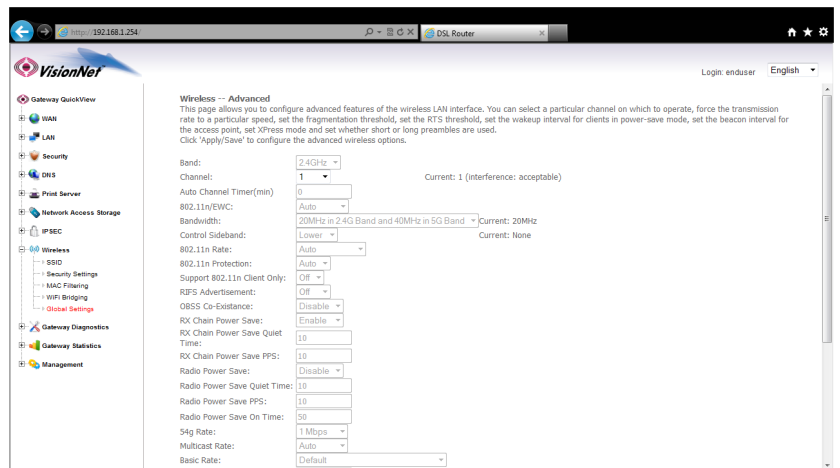 http://192.168.1.254/
DSL Router
VisionNet
Login: enduser
English
Gateway QuickView
WAN
LAN
Security
DNS
Print Server
Network Access Storage
IPSEC
Wireless
SSID
Security Settings
MAC Filtering
WiFi Bridging
Global Settings
Gateway Diagnostics
Gateway Statistics
Management
Wireless -- Advanced
This page allows you to configure advanced features of the wireless LAN interface. You can select a particular channel on which to operate, force the transmission
rate to a particular speed, set the fragmentation threshold, set the RTS threshold, set the wakeup interval for clients in power-save mode, set the beacon interval for
the access point, set XPress mode and set whether short or long preambles are used.
Click 'Apply/Save' to configure the advanced wireless options.
Band: 2.4GHz
Channel: 1 Current: 1 (interference: acceptable)
Auto Channel Timer(min) 0
802.11n/EWC: Auto
Bandwidth: 20MHz in 2.4G Band and 40MHz in 5G Band Current: 20MHz
Control Sideband: Lower Current: None
802.11n Rate: Auto
802.11n Protection: Auto
Support 802.11n Client Only: Off
RIFS Advertisement: Off
OBSS Co-Existance: Disable
RX Chain Power Save: Enable
RX Chain Power Save Quiet
Time: 10
RX Chain Power Save PPS: 10
Radio Power Save: Disable
Radio Power Save Quiet Time: 10
Radio Power Save PPS: 10
Radio Power Save On Time: 50
54g Rate: 1 Mbps
Multicast Rate: Auto
Basic Rate: Default